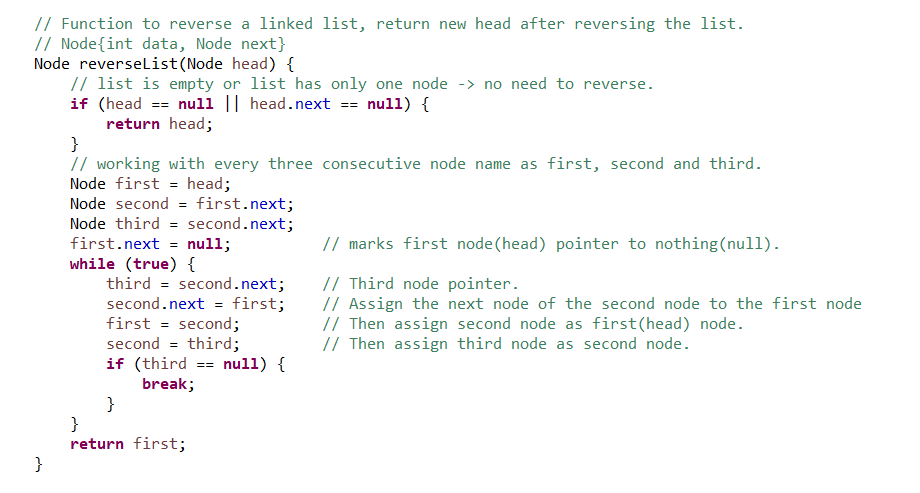 // Function to reverse a linked list, return new head after reversing the list.
// Node{int data, Node next}
Node reverseList(Node head) {
    // list is empty or list has only one node -> no need to reverse.
    if (head == null || head.next == null) {
        return head;
    }
    // working with every three consecutive node name as first, second and third.
    Node first = head;
    Node second = first.next;
    Node third = second.next;
    first.next = null;          // marks first node(head) pointer to nothing(null).
    while (true) {
        third = second.next;    // Third node pointer.
        second.next = first;    // Assign the next node of the second node to the first node
        first = second;         // Then assign second node as first(head) node.
        second = third;         // Then assign third node as second node.
        if (third == null) {
            break;
        }
    }
    return first;
}